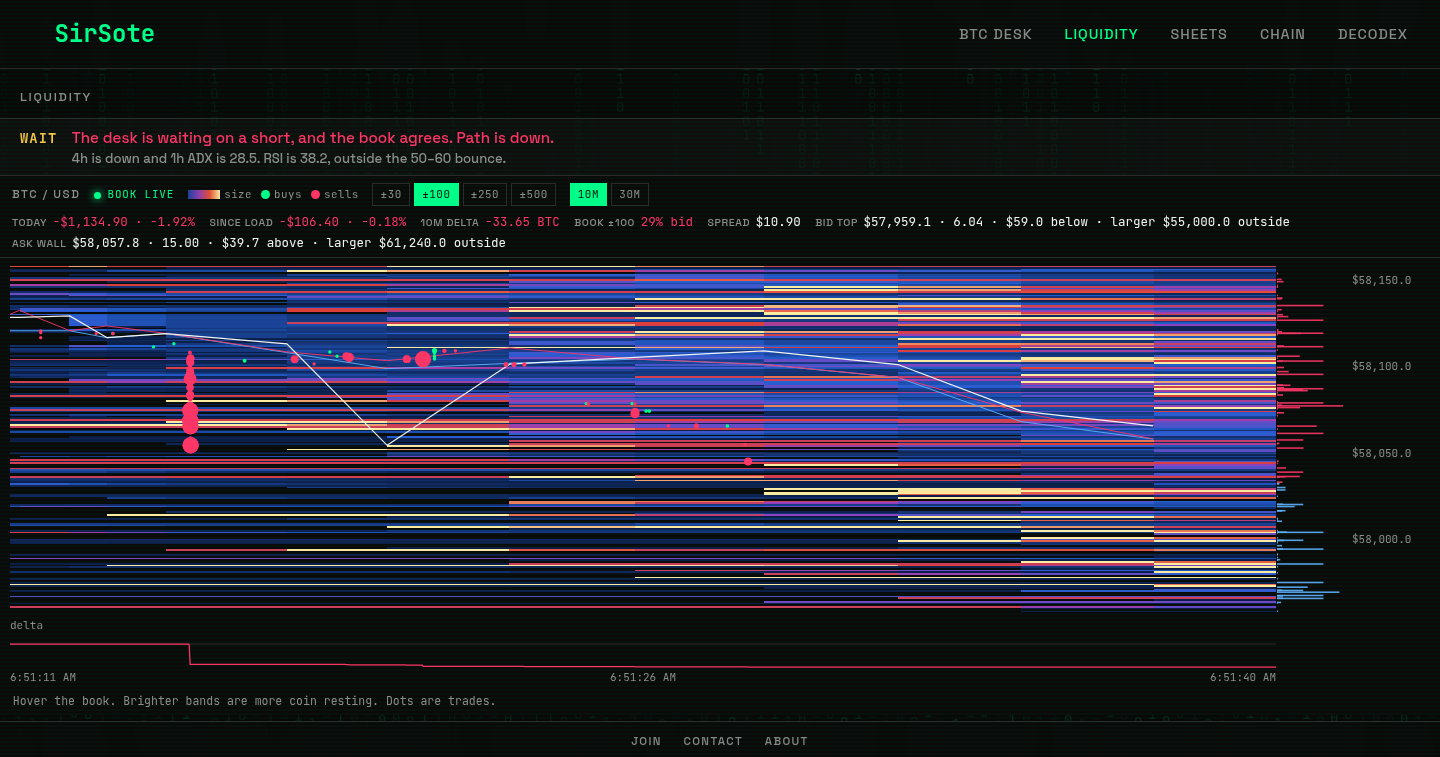 SirSote
BTC DESK LIQUIDITY SHEETS CHAIN DECODEX
LIQUIDITY
WAIT The desk is waiting on a short, and the book agrees. Path is down.
4h is down and 1h ADX is 28.5. RSI is 38.2, outside the 50–60 bounce.
BTC / USD BOOK LIVE size buys sells ±30 ±100 ±250 ±500 10M 30M
TODAY -$1,134.90 · -1.92% SINCE LOAD -$106.40 · -0.18% 10M DELTA -33.65 BTC BOOK ±100 29% bid SPREAD $10.90 BID TOP $57,959.1 · 6.04 · $59.0 below · larger $55,000.0 outside
ASK WALL $58,057.8 · 15.00 · $39.7 above · larger $61,240.0 outside
$58,150.0
$58,100.0
$58,050.0
$58,000.0
delta
6:51:11 AM 6:51:26 AM 6:51:40 AM
Hover the book. Brighter bands are more coin resting. Dots are trades.
JOIN CONTACT ABOUT